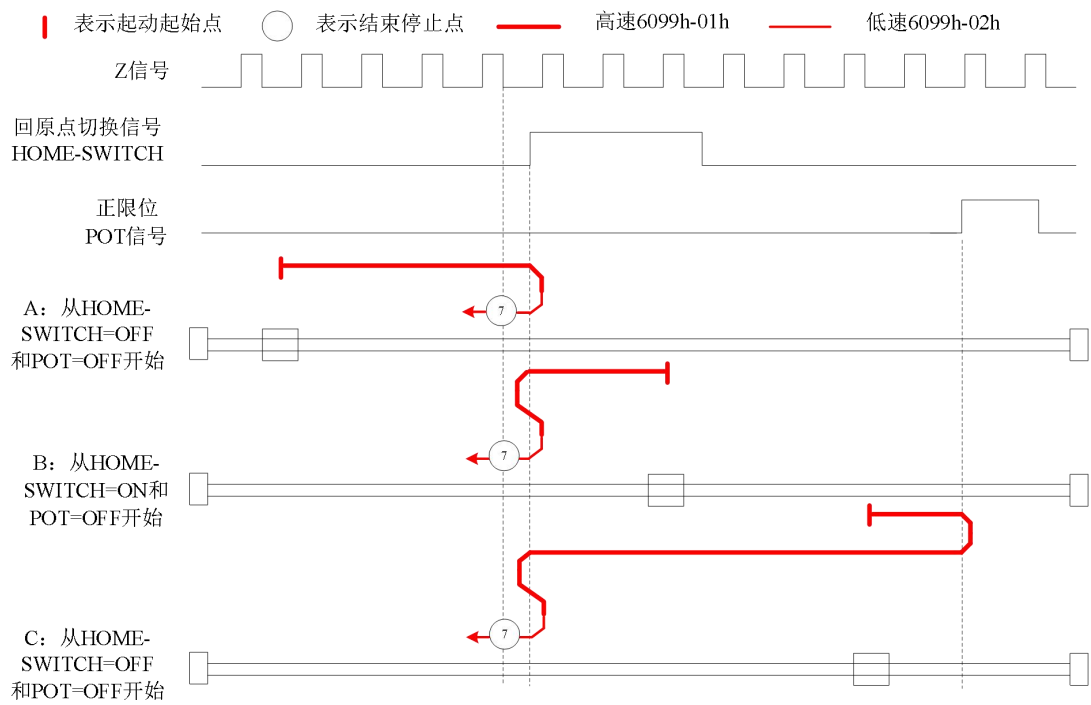 表示起动起始点 表示结束停止点 高速6099h-01h 低速6099h-02h
Z信号
回原点切换信号
HOME-SWITCH
正限位
POT信号
7
A：从HOME-
SWITCH=OFF
和POT=OFF开始
7
B：从HOME-
SWITCH=ON和
POT=OFF开始
7
C：从HOME-
SWITCH=OFF
和POT=OFF开始